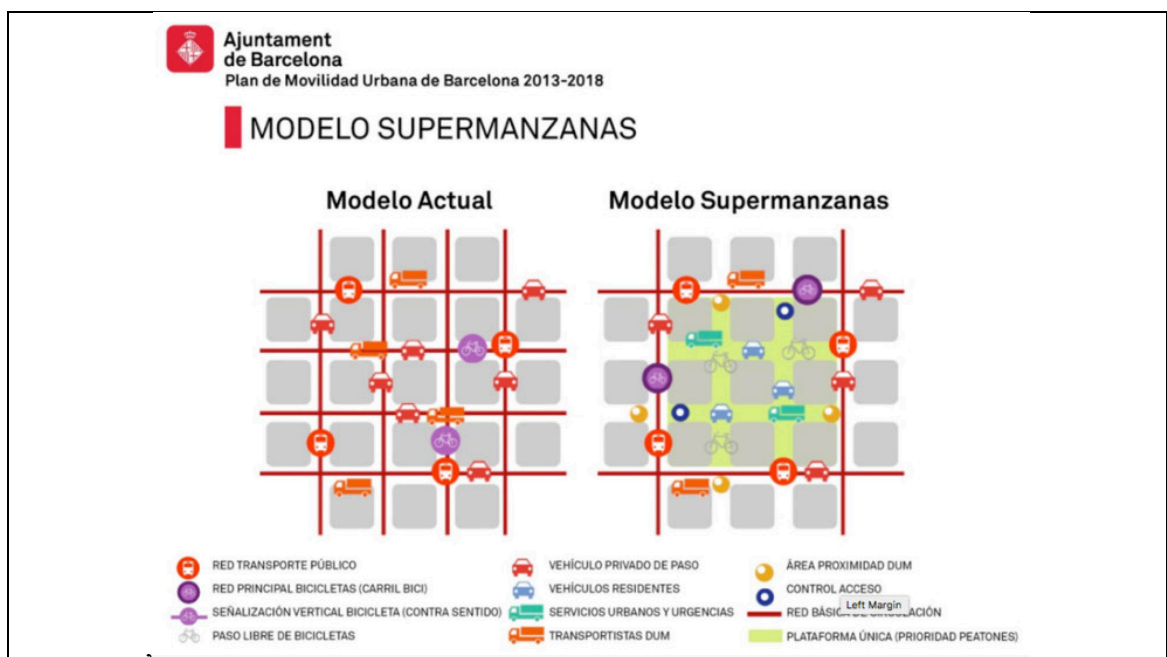 Ajuntament
de Barcelona
Plan de Movilidad Urbana de Barcelona 2013-2018
MODELO SUPERMANZANAS
Modelo Actual
Modelo Supermanzanas
RED TRANSPORTE PÚBLICO
RED PRINCIPAL BICICLETAS (CARRIL BICI)
SEÑALIZACIÓN VERTICAL BICICLETA (CONTRA SENTIDO)
PASO LIBRE DE BICICLETAS
VEHÍCULO PRIVADO DE PASO
VEHÍCULOS RESIDENTES
SERVICIOS URBANOS Y URGENCIAS
TRANSPORTISTAS DUM
ÁREA PROXIMIDAD DUM
CONTROL ACCESO
Left Margin
RED BÁSICA DE CIRCULACIÓN
PLATAFORMA ÚNICA (PRIORIDAD PEATONES)